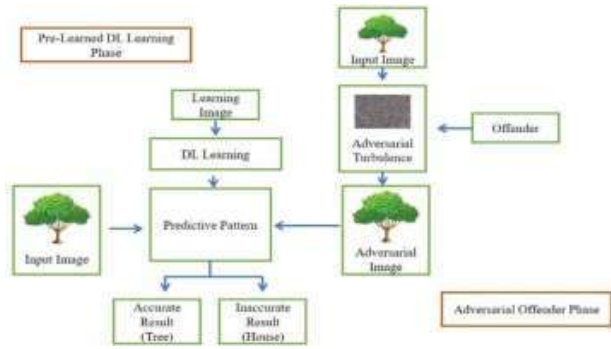 Pre-Learned DL Learning
Phase
Input Image
Learning
Image
Adversarial
Turbulance
Offender
DL Learning
Input Image
Predictive Pattern
Adversarial
Image
Accurate
Result
(Tree)
Inaccurate
Result
(House)
Adversarial Offender Phase